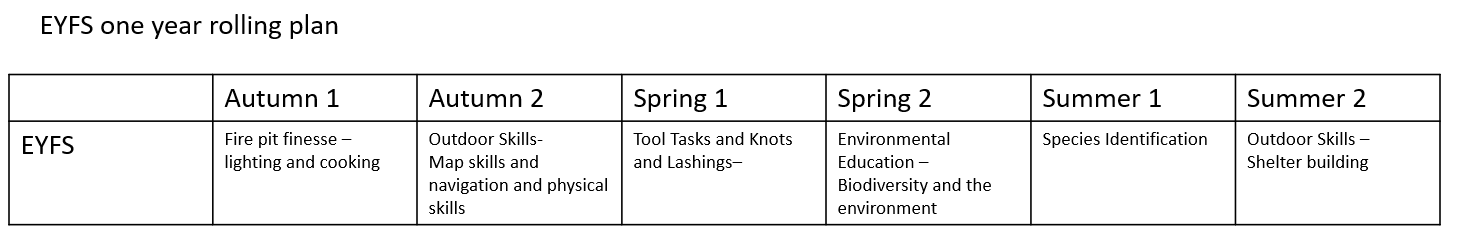 EYFS one year rolling plan
Autumn 1
Autumn 2
Spring 1
Spring 2
Summer 1
Summer 2
EYFS
Fire pit finesse –
lighting and cooking
Outdoor Skills-
Map skills and
navigation and physical
skills
Tool Tasks and Knots
and Lashings–
Environmental
Education –
Biodiversity and the
environment
Species Identification
Outdoor Skills –
Shelter building